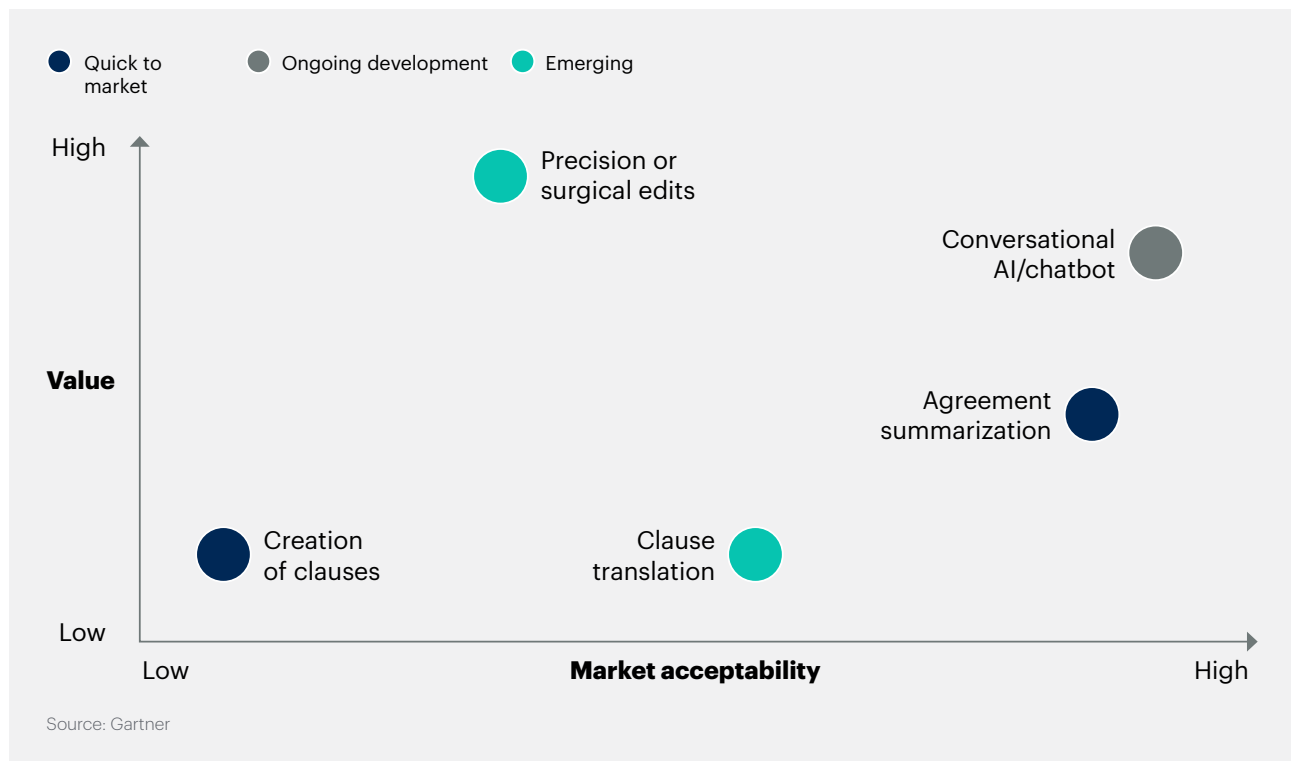 Quick to
market
Ongoing development
Emerging
High
Precision or
surgical edits
Conversational
AI/chatbot
Value
Agreement
summarization
Creation
of clauses
Clause
translation
Low
Low
Market acceptability
High
Source: Gartner